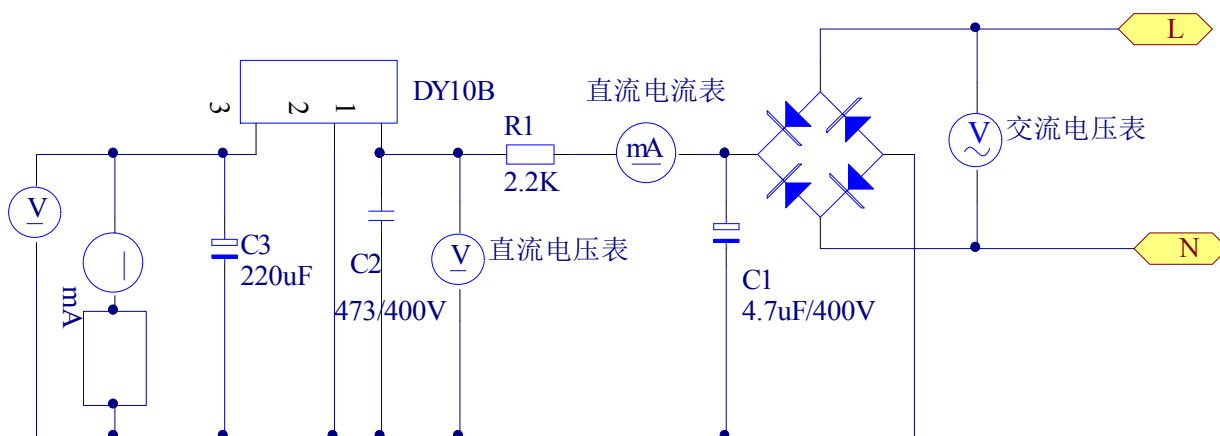 L
DY10B
直流电流表
3
2
1
R1
mA
V
交流电压表
2.2K
V
C3
220uF
C2
473/400V
V
直流电压表
N
C1
4.7uF/400V
mA